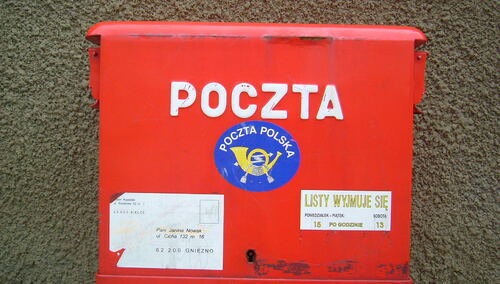 POCZTA
POCZTA POLSKA
LISTY WYJMUJE SIĘ
PONIEDZIAŁEK - PIĄTEK: SOBOTA
15 PO GODZINIE 13
KIELCE
Pani Janina Nowak
ul. Cicha 132 m. 16
62 200 GNIEZNO